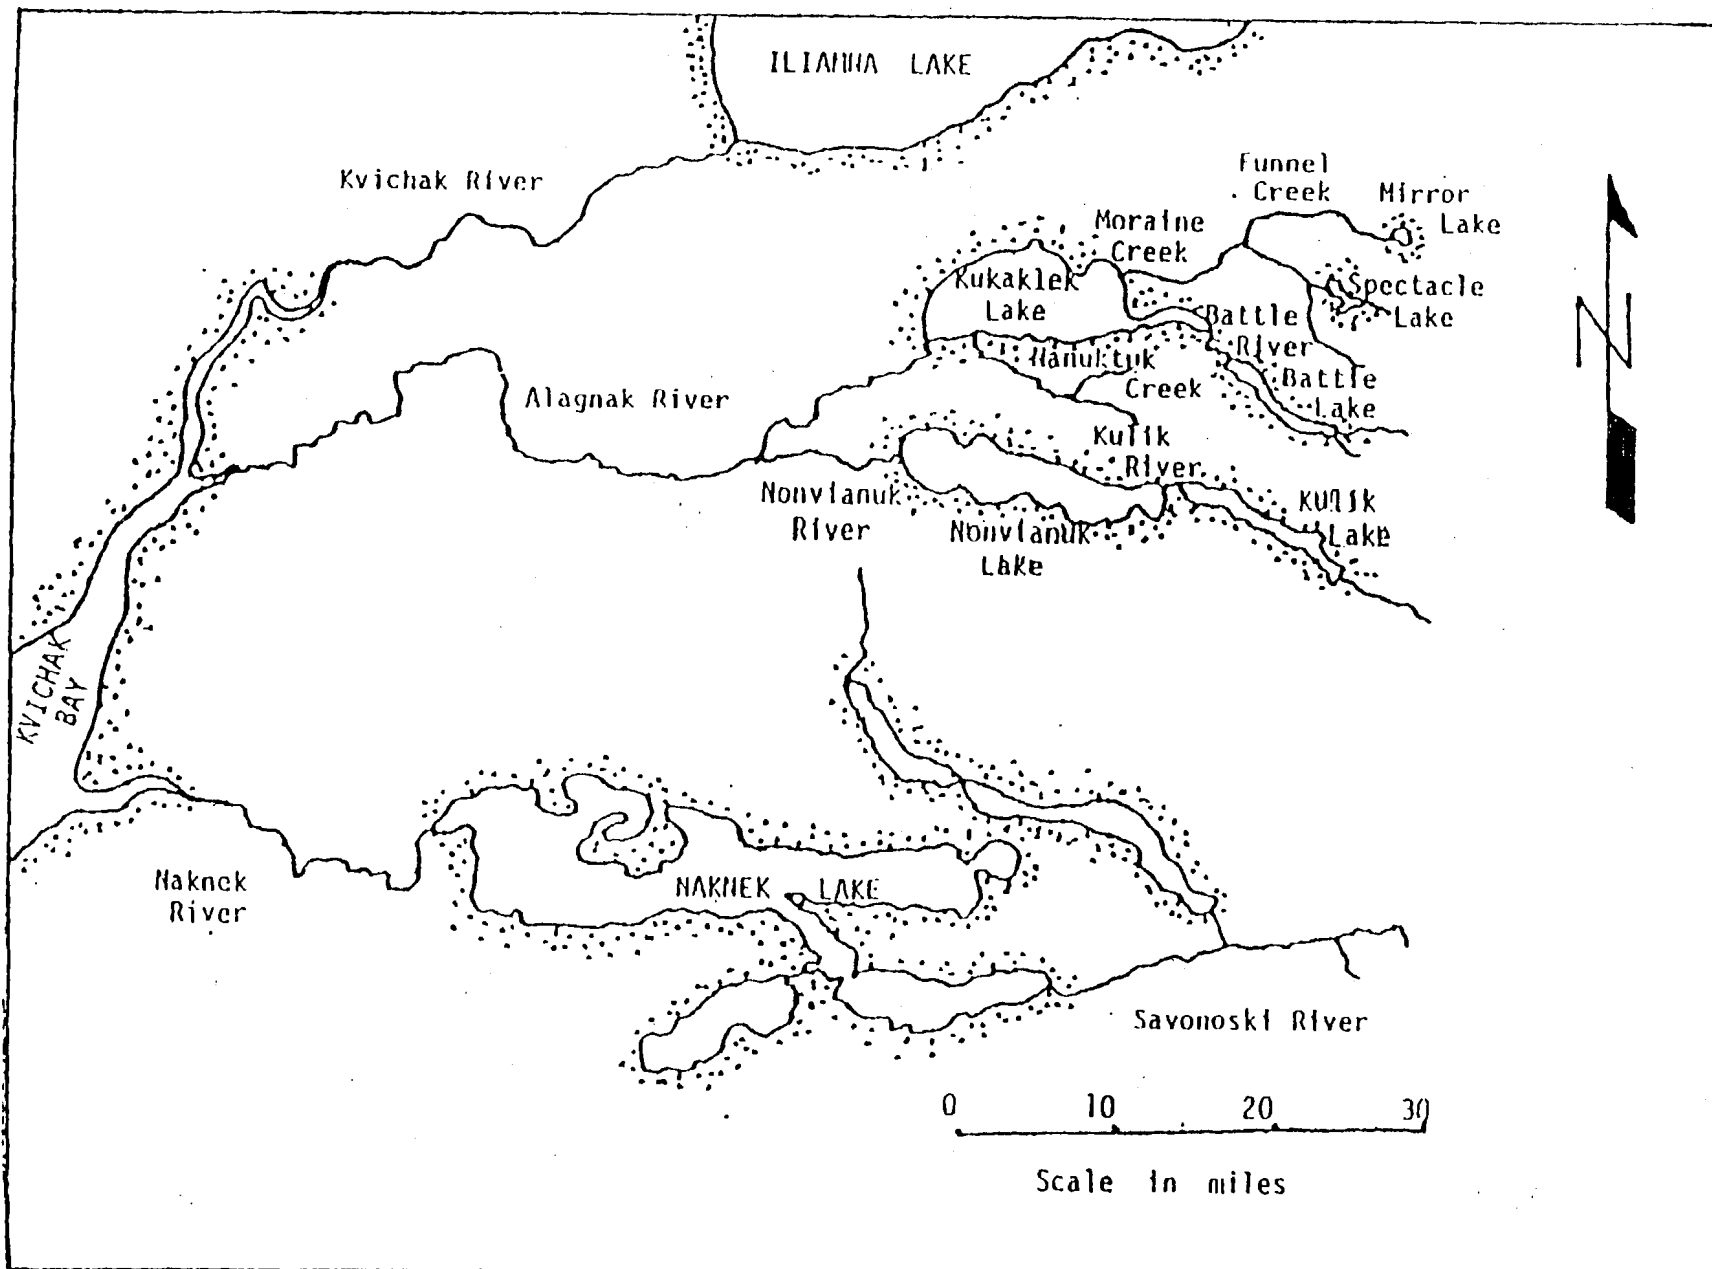 ILIAMNA LAKE
Kvichak River
Funnel
Creek
Mirror
Lake
Moraine
Creek
Kukaklek
Lake
Spectacle
Lake
Battle
River
Nanuktuk
Creek
Battle
Lake
Alagnak River
Kulik
River
Nonvianuk
River
Nonvianuk
Lake
Kulik
Lake
KVICHAK
BAY
Naknek
River
NAKNEK LAKE
Savonoski River
0 10 20 30
Scale in miles
N